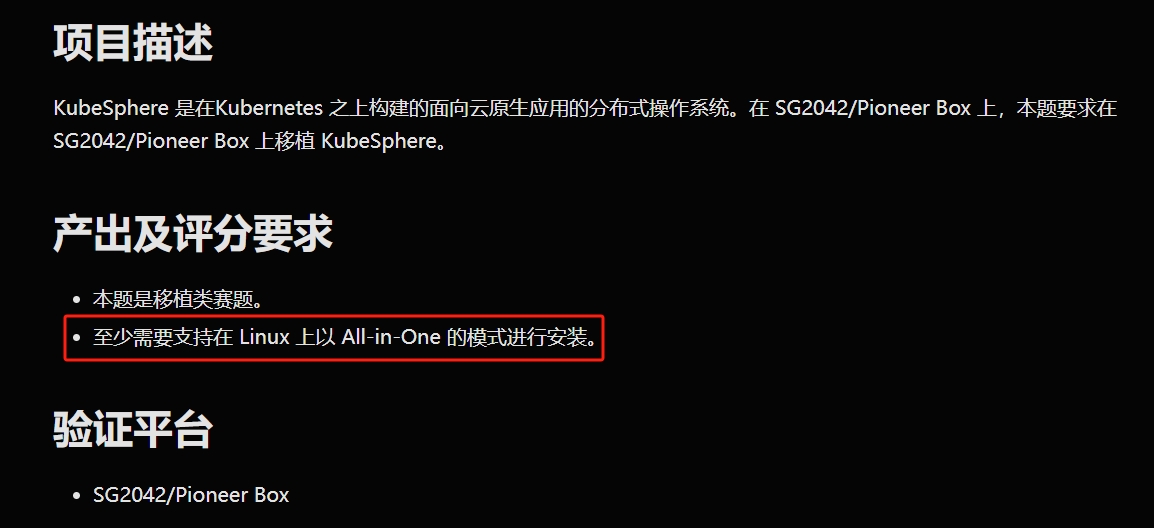 项目描述
KubeSphere 是在Kubernetes 之上构建的面向云原生应用的分布式操作系统。在 SG2042/Pioneer Box 上，本题要求在
SG2042/Pioneer Box 上移植 KubeSphere。
产出及评分要求
• 本题是移植类赛题。
• 至少需要支持在 Linux 上以 All-in-One 的模式进行安装。
验证平台
• SG2042/Pioneer Box